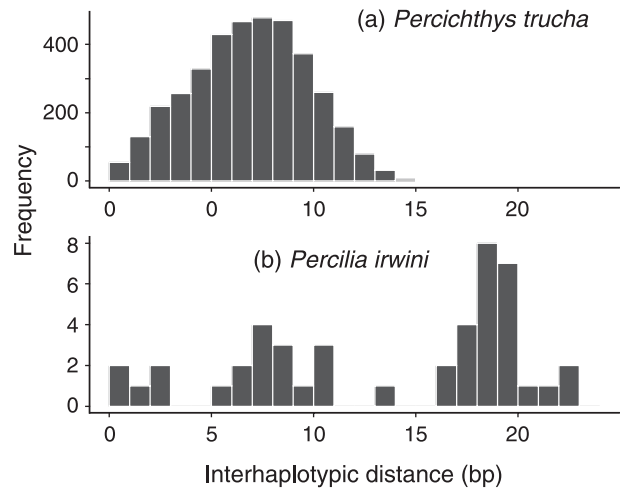 (a) Percichthys trucha
400
200
0
0 0 10 15 20
Frequency
(b) Percilia irwini
8
6
4
2
0
0 5 10 15 20
Interhaplotypic distance (bp)